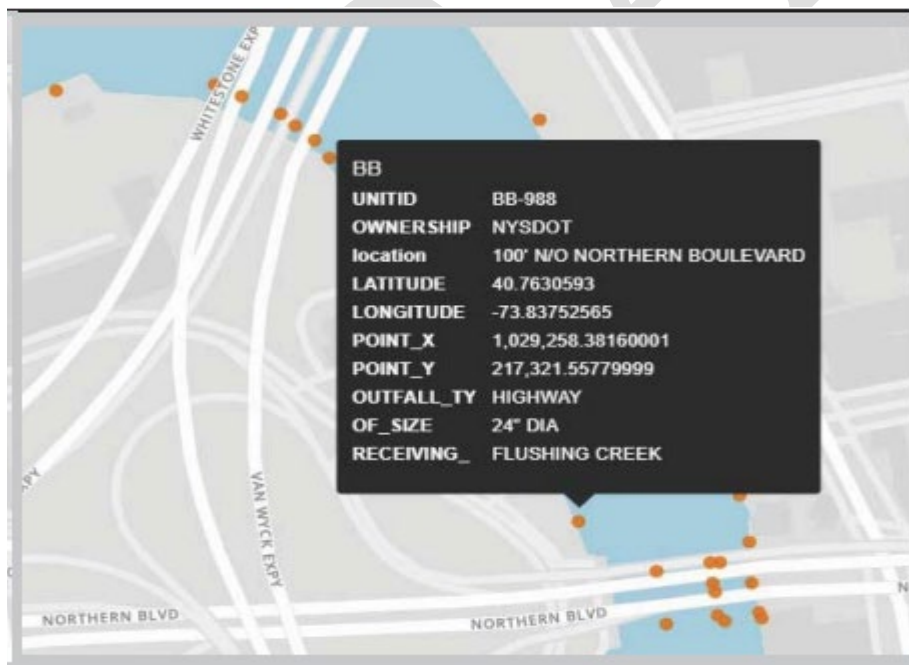 WHITESTONE EXP
BB
UNITID BB-988
OWNERSHIP NYSDOT
location 100' N/O NORTHERN BOULEVARD
LATITUDE 40.7630593
LONGITUDE -73.83752565
POINT_X 1,029,258.38160001
POINT_Y 217,321.55779999
OUTFALL_TY HIGHWAY
OF_SIZE 24" DIA
RECEIVING_ FLUSHING CREEK
XPY
VAN WYCK EXPY
NORTHERN BLVD
NORTHERN BLVD
N